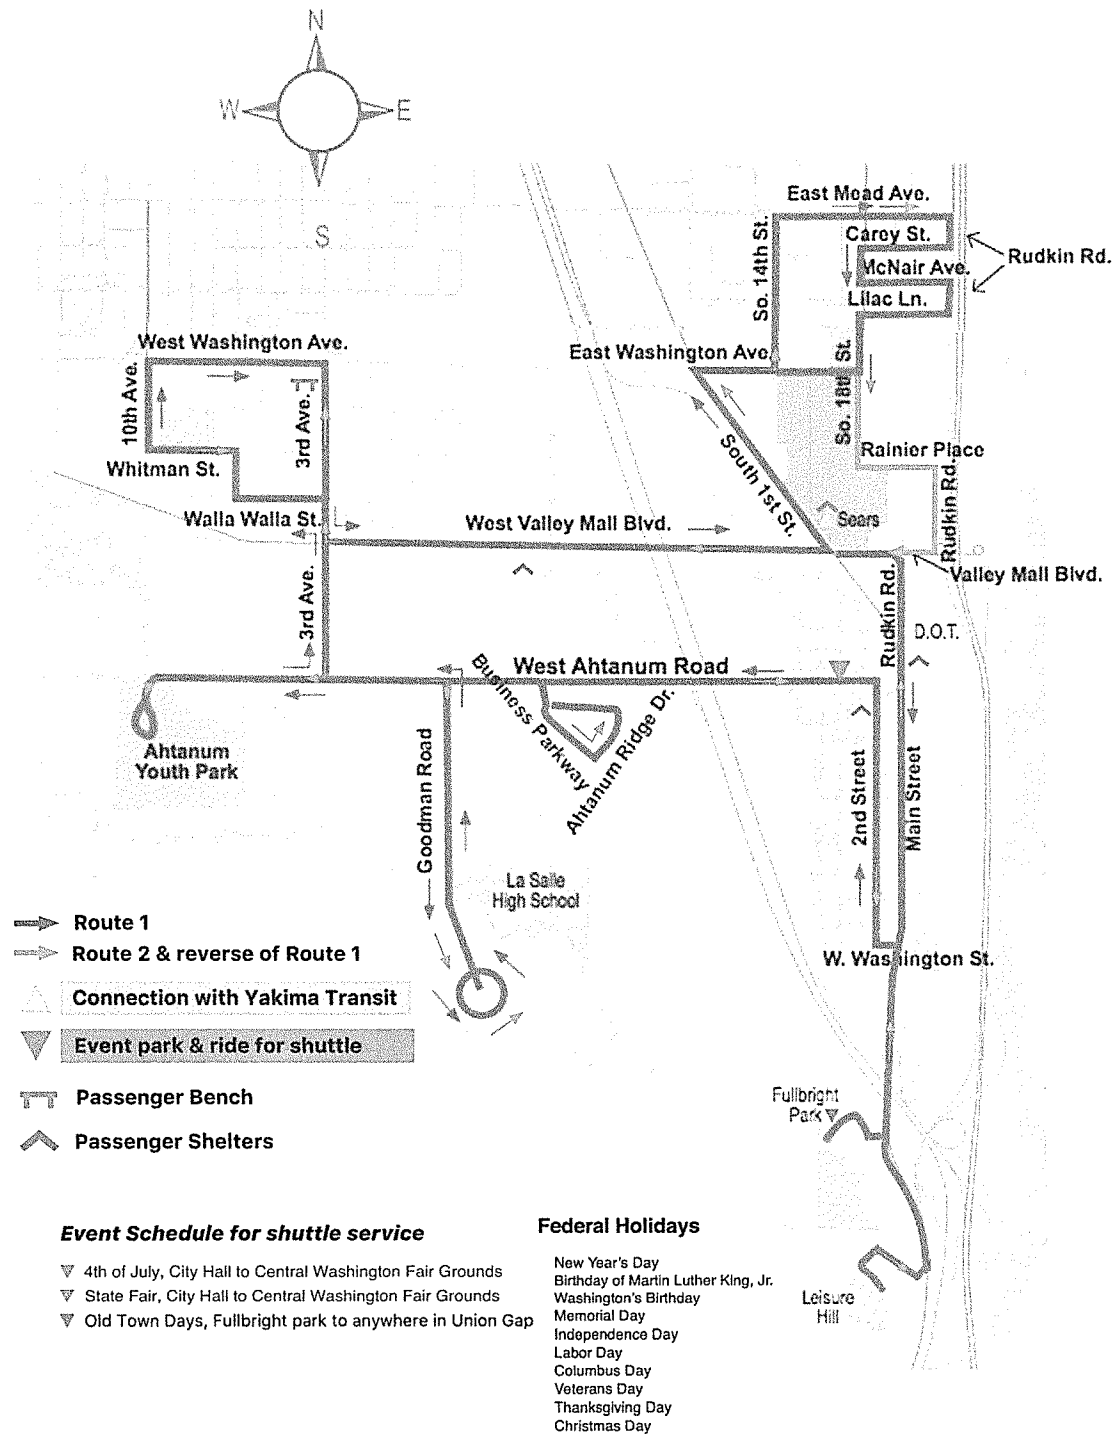 N
W
E
S
East Mead Ave.
Carey St.
Rudkin Rd.
McNair Ave.
So. 14th St.
Lilac Ln.
West Washington Ave.
East Washington Ave.
10th Ave.
3rd Ave.
So. 18th St.
Rainier Place
Whitman St.
South 1st St.
Rudkin Rd.
Walla Walla St.
West Valley Mall Blvd.
Sears
Valley Mall Blvd.
3rd Ave.
Rudkin Rd.
D.O.T.
West Ahtanum Road
Business Parkway
Ahtanum Ridge Dr.
Ahtanum
Youth Park
Goodman Road
2nd Street
Main Street
La Salle
High School
Route 1
Route 2 & reverse of Route 1
W. Washington St.
Connection with Yakima Transit
Event park & ride for shuttle
Passenger Bench
Passenger Shelters
Fullbright
Park
Leisure
Hill
Event Schedule for shuttle service
4th of July, City Hall to Central Washington Fair Grounds
State Fair, City Hall to Central Washington Fair Grounds
Old Town Days, Fullbright park to anywhere in Union Gap
Federal Holidays
New Year's Day
Birthday of Martin Luther King, Jr.
Washington's Birthday
Memorial Day
Independence Day
Labor Day
Columbus Day
Veterans Day
Thanksgiving Day
Christmas Day